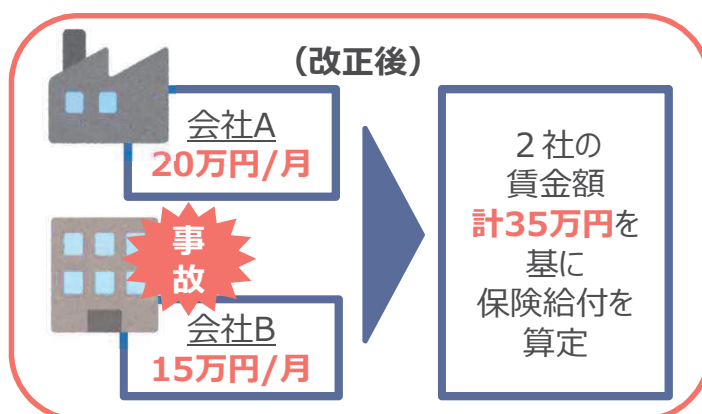 （改正後）
会社A
20万円/月
事
故
会社B
15万円/月
２社の
賃金額
計35万円を
基に
保険給付を
算定